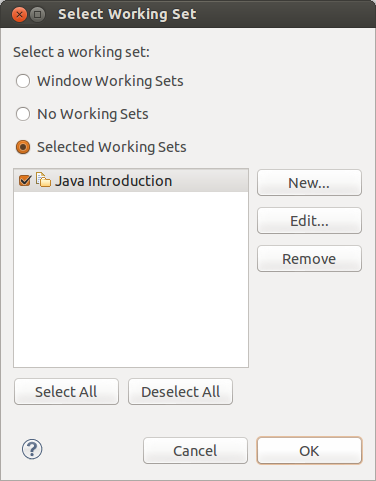 Select Working Set
Select a working set:
Window Working Sets
No Working Sets
Selected Working Sets
Java Introduction
New...
Edit...
Remove
Select All
Deselect All
?
Cancel
OK